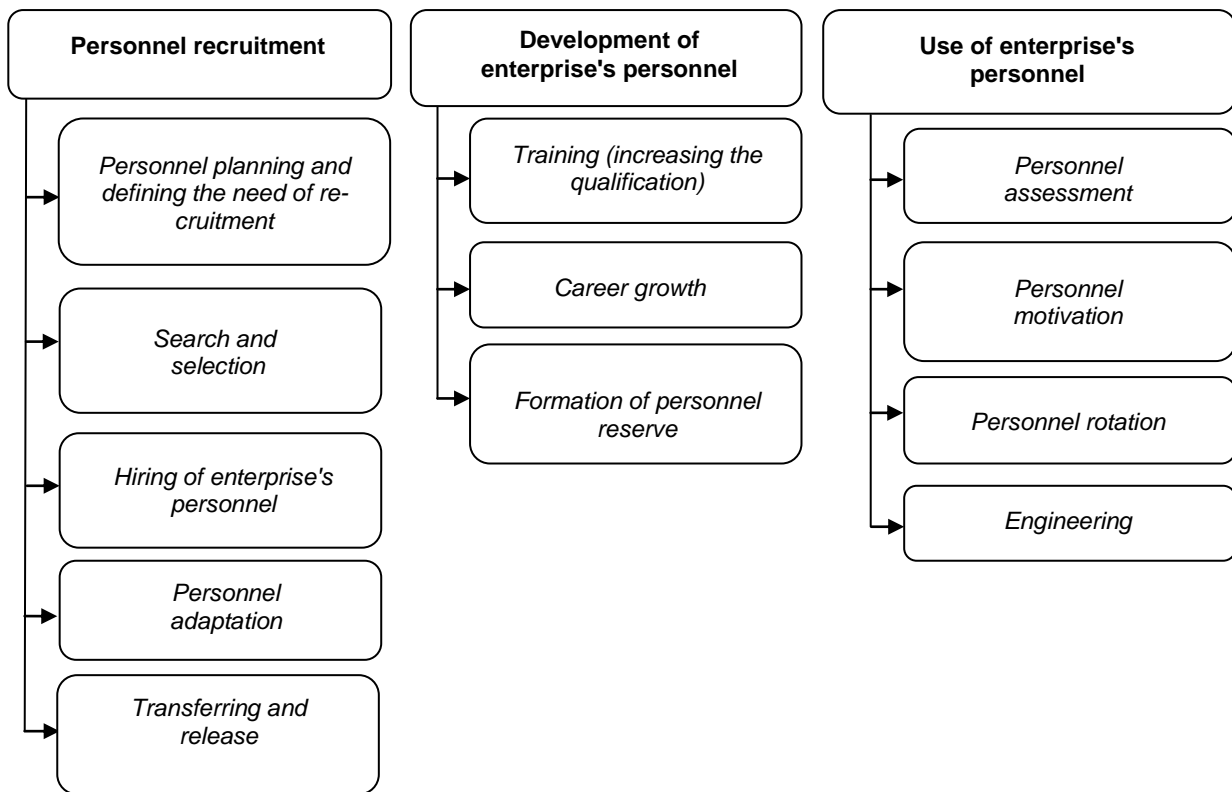 Personnel recruitment
Personnel planning and
defining the need of re-
cruitment
Search and
selection
Hiring of enterprise's
personnel
Personnel
adaptation
Transferring and
release
Development of
enterprise's personnel
Training (increasing the
qualification)
Career growth
Formation of personnel
reserve
Use of enterprise's
personnel
Personnel
assessment
Personnel
motivation
Personnel rotation
Engineering